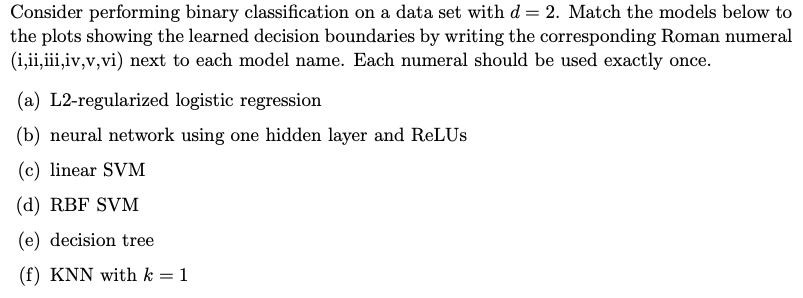 Consider performing binary classification on a data set with d = 2. Match the models below to
the plots showing the learned decision boundaries by writing the corresponding Roman numeral
(i,ii,iii,iv,v,vi) next to each model name. Each numeral should be used exactly once.
(a) L2-regularized logistic regression
(b) neural network using one hidden layer and ReLUs
(c) linear SVM
(d) RBF SVM
(e) decision tree
(f) KNN with k = 1